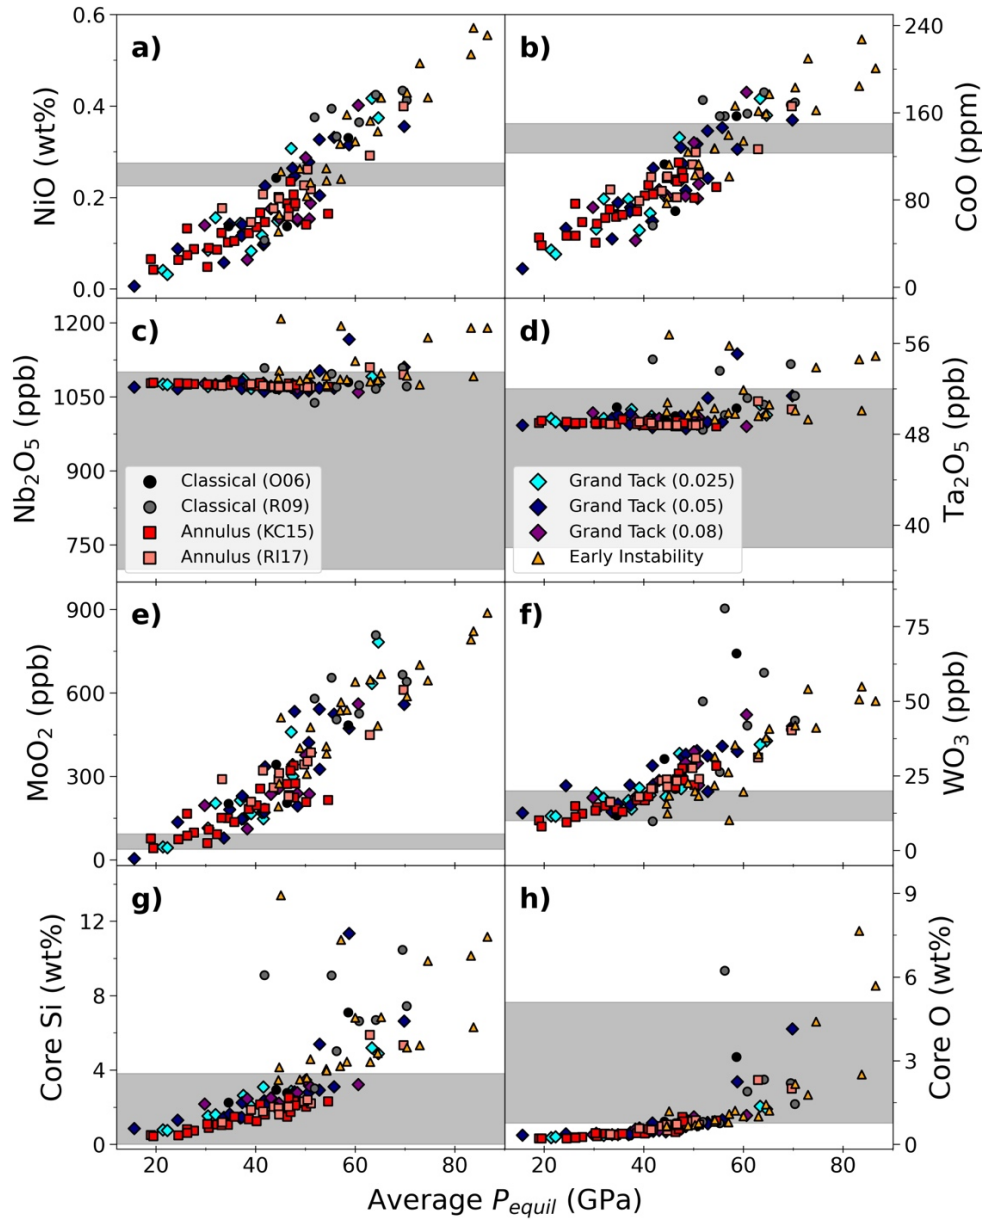 a)
b)
0.6
0.4
0.2
0.0
NiO (wt%)
240
160
80
0
CoO (ppm)
c)
d)
1200
1050
900
750
Nb₂O₅ (ppb)
56
48
40
Ta₂O₅ (ppb)
Classical (O06)
Classical (R09)
Annulus (KC15)
Annulus (RI17)
Grand Tack (0.025)
Grand Tack (0.05)
Grand Tack (0.08)
Early Instability
e)
f)
900
600
300
0
MoO₂ (ppb)
75
50
25
0
WO₃ (ppb)
g)
h)
12
8
4
0
Core Si (wt%)
9
6
3
0
Core O (wt%)
20 40 60 80 20 40 60 80
Average P_equil (GPa)